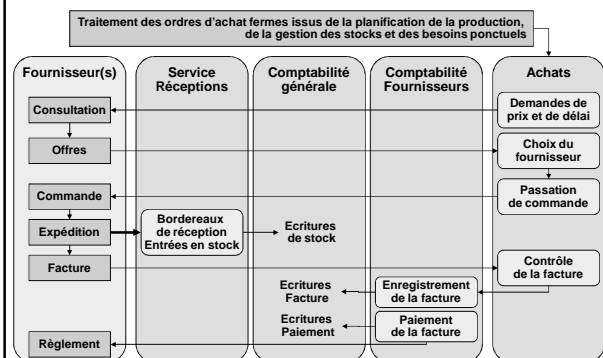 Traitement des ordres d'achat fermes issus de la planification de la production,
de la gestion des stocks et des besoins ponctuels
Fournisseur(s)
Service
Réceptions
Comptabilité
générale
Comptabilité
Fournisseurs
Achats
Consultation
Demandes de
prix et de délai
Offres
Choix du
fournisseur
Commande
Passation
de commande
Expédition
Bordereaux
de réception
Entrées en stock
Ecritures
de stock
Facture
Contrôle
de la facture
Ecritures
Facture
Enregistrement
de la facture
Ecritures
Paiement
Paiement
de la facture
Règlement